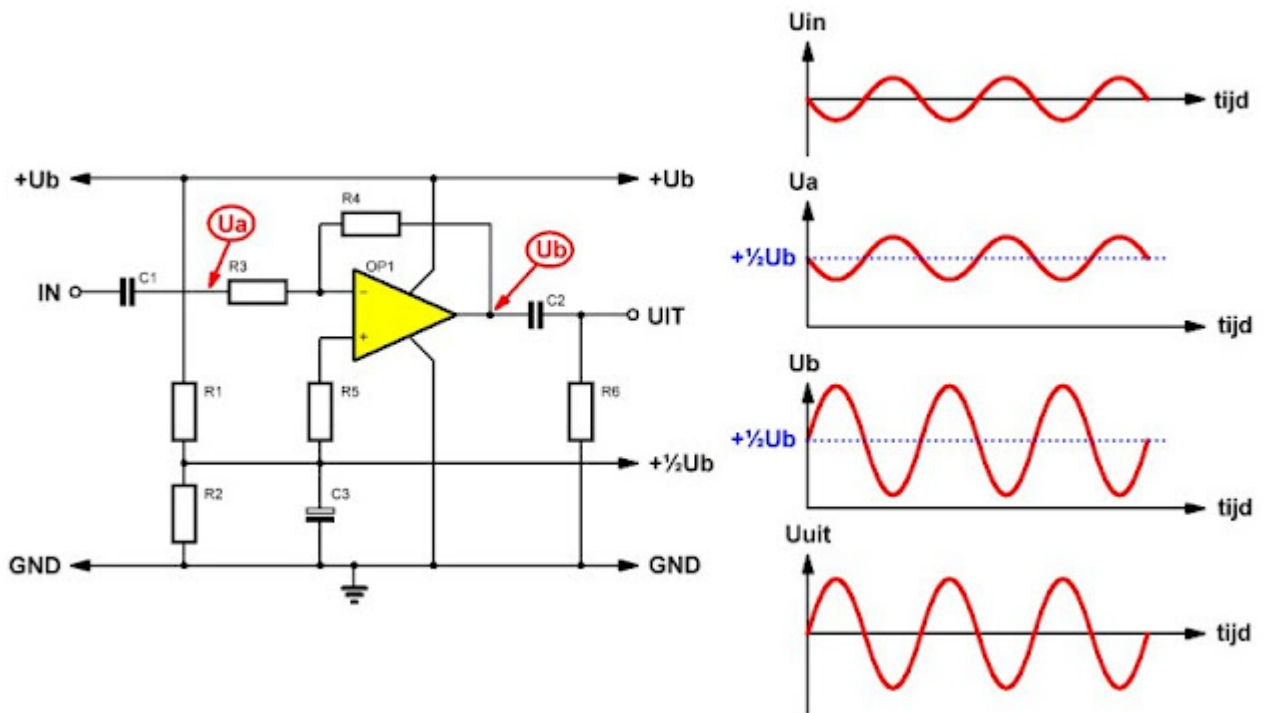 +Ub
+Ub
R4
Ua
Ub
C1
R3
OP1
C2
IN
−
+
UIT
R1
R5
R6
+½Ub
R2
C3
GND
GND
Uin
tijd
Ua
+½Ub
tijd
Ub
+½Ub
tijd
Uuit
tijd